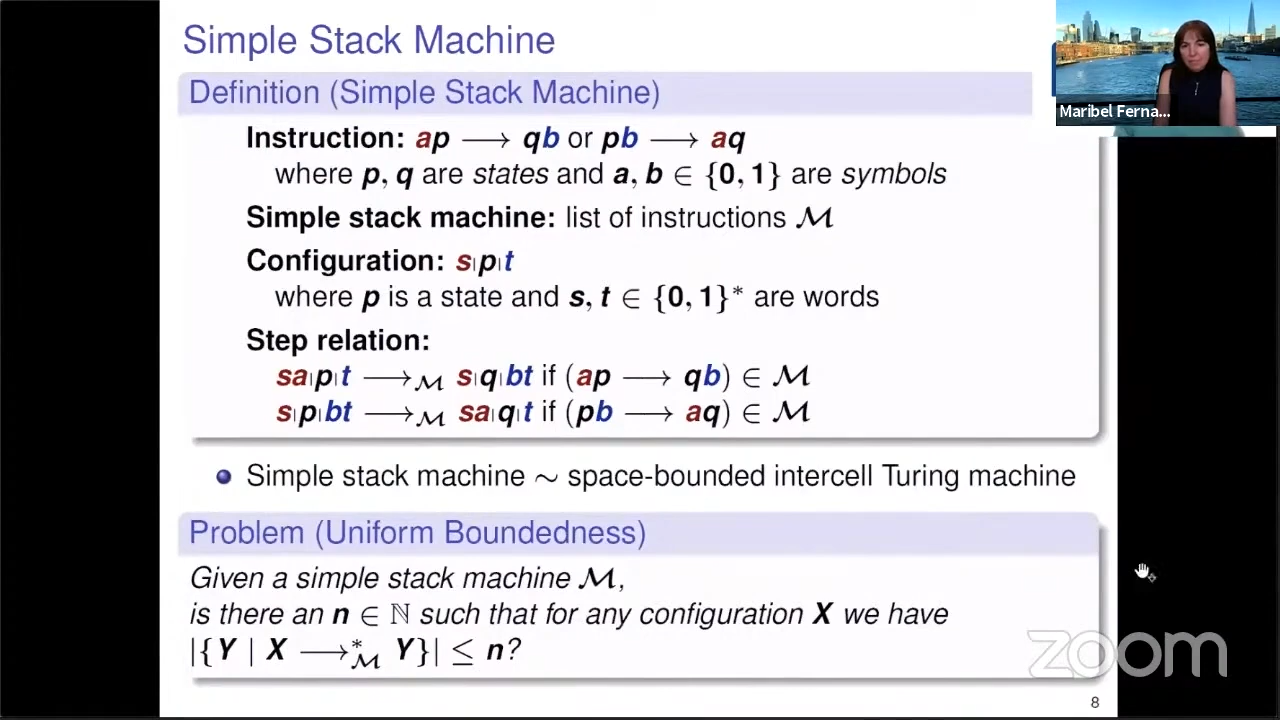 Simple Stack Machine
Definition (Simple Stack Machine)
Instruction: ap ⟶ qb or pb ⟶ aq
where p, q are states and a, b ∈ {0, 1} are symbols
Simple stack machine: list of instructions ℳ
Configuration: s|p|t
where p is a state and s, t ∈ {0, 1}* are words
Step relation:
sa|p|t ⟶ℳ s|q|bt if (ap ⟶ qb) ∈ ℳ
s|p|bt ⟶ℳ sa|q|t if (pb ⟶ aq) ∈ ℳ
Simple stack machine ∼ space-bounded intercell Turing machine
Problem (Uniform Boundedness)
Given a simple stack machine ℳ,
is there an n ∈ ℕ such that for any configuration X we have
|{Y | X ⟶*ℳ Y}| ≤ n?
8
Maribel Ferna...
zoom